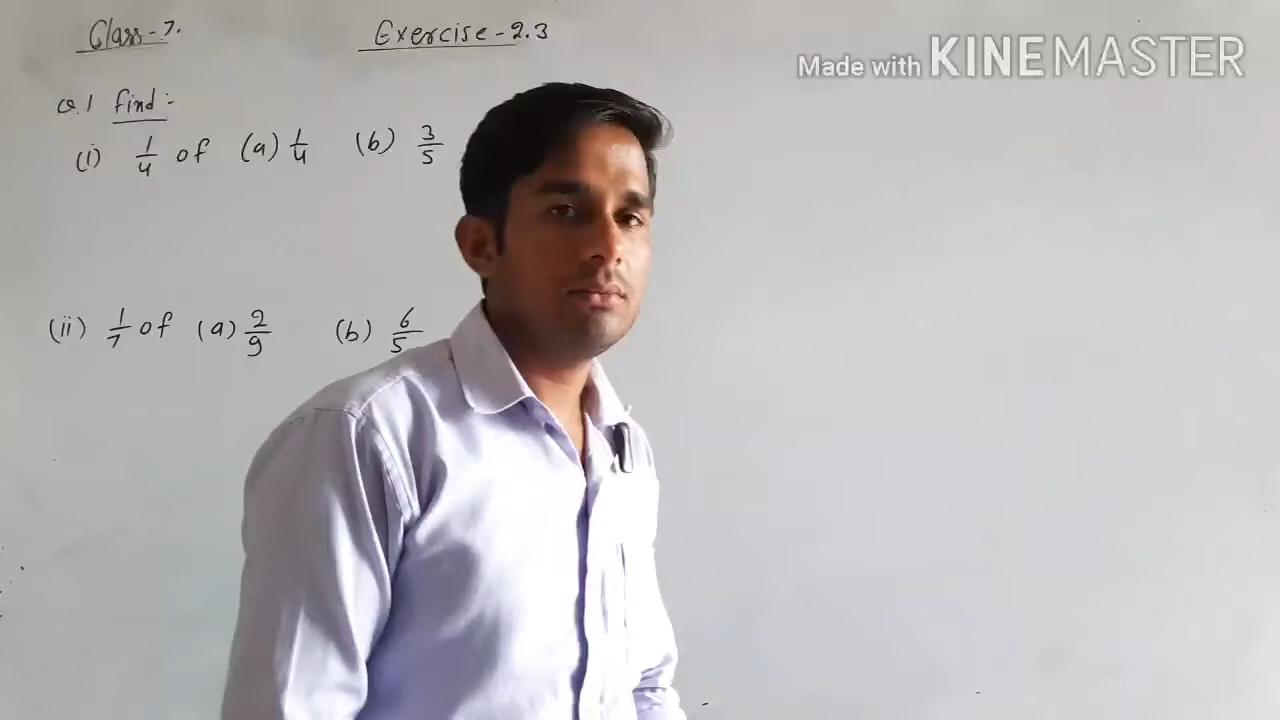 Class-7. Exercise-2.3
Made with KINEMASTER
Q.1 find:-
(i) 1/4 of (a) 1/4 (b) 3/5
(ii) 1/7 of (a) 2/9 (b) 6/5